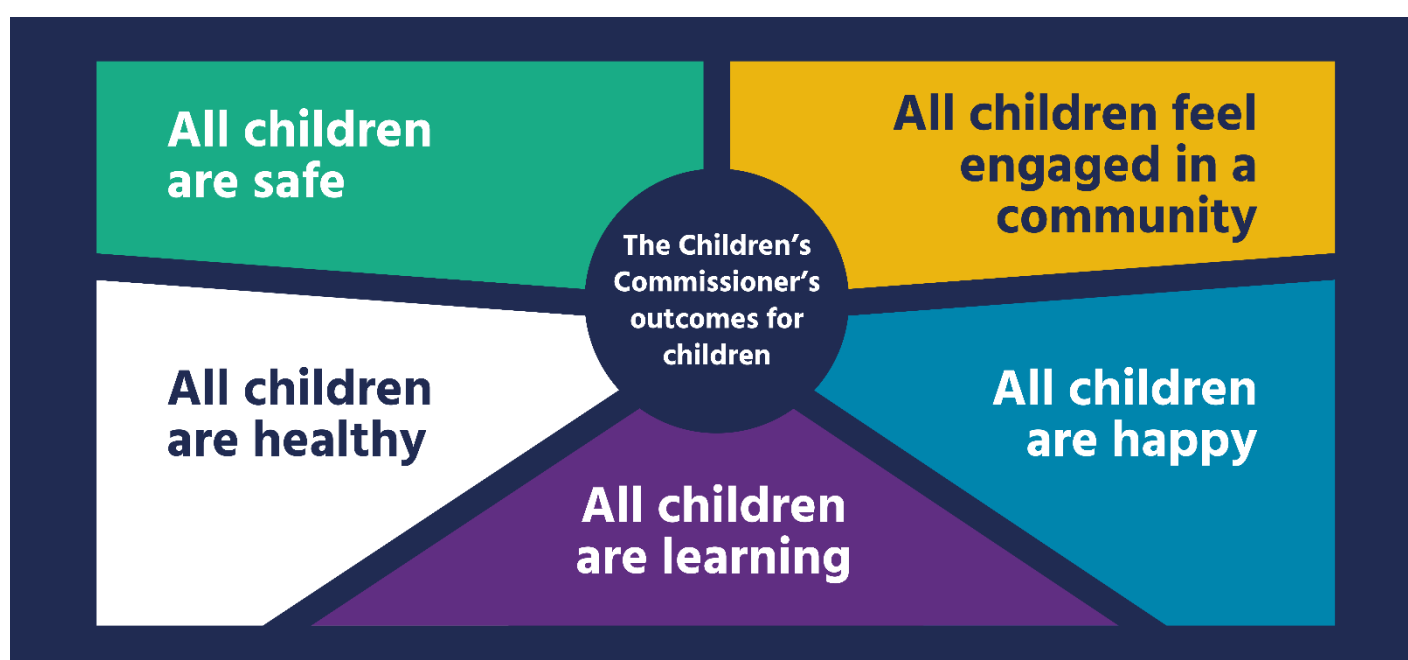 All children
are safe
All children feel
engaged in a
community
The Children’s
Commissioner’s
outcomes for
children
All children
are healthy
All children
are happy
All children
are learning